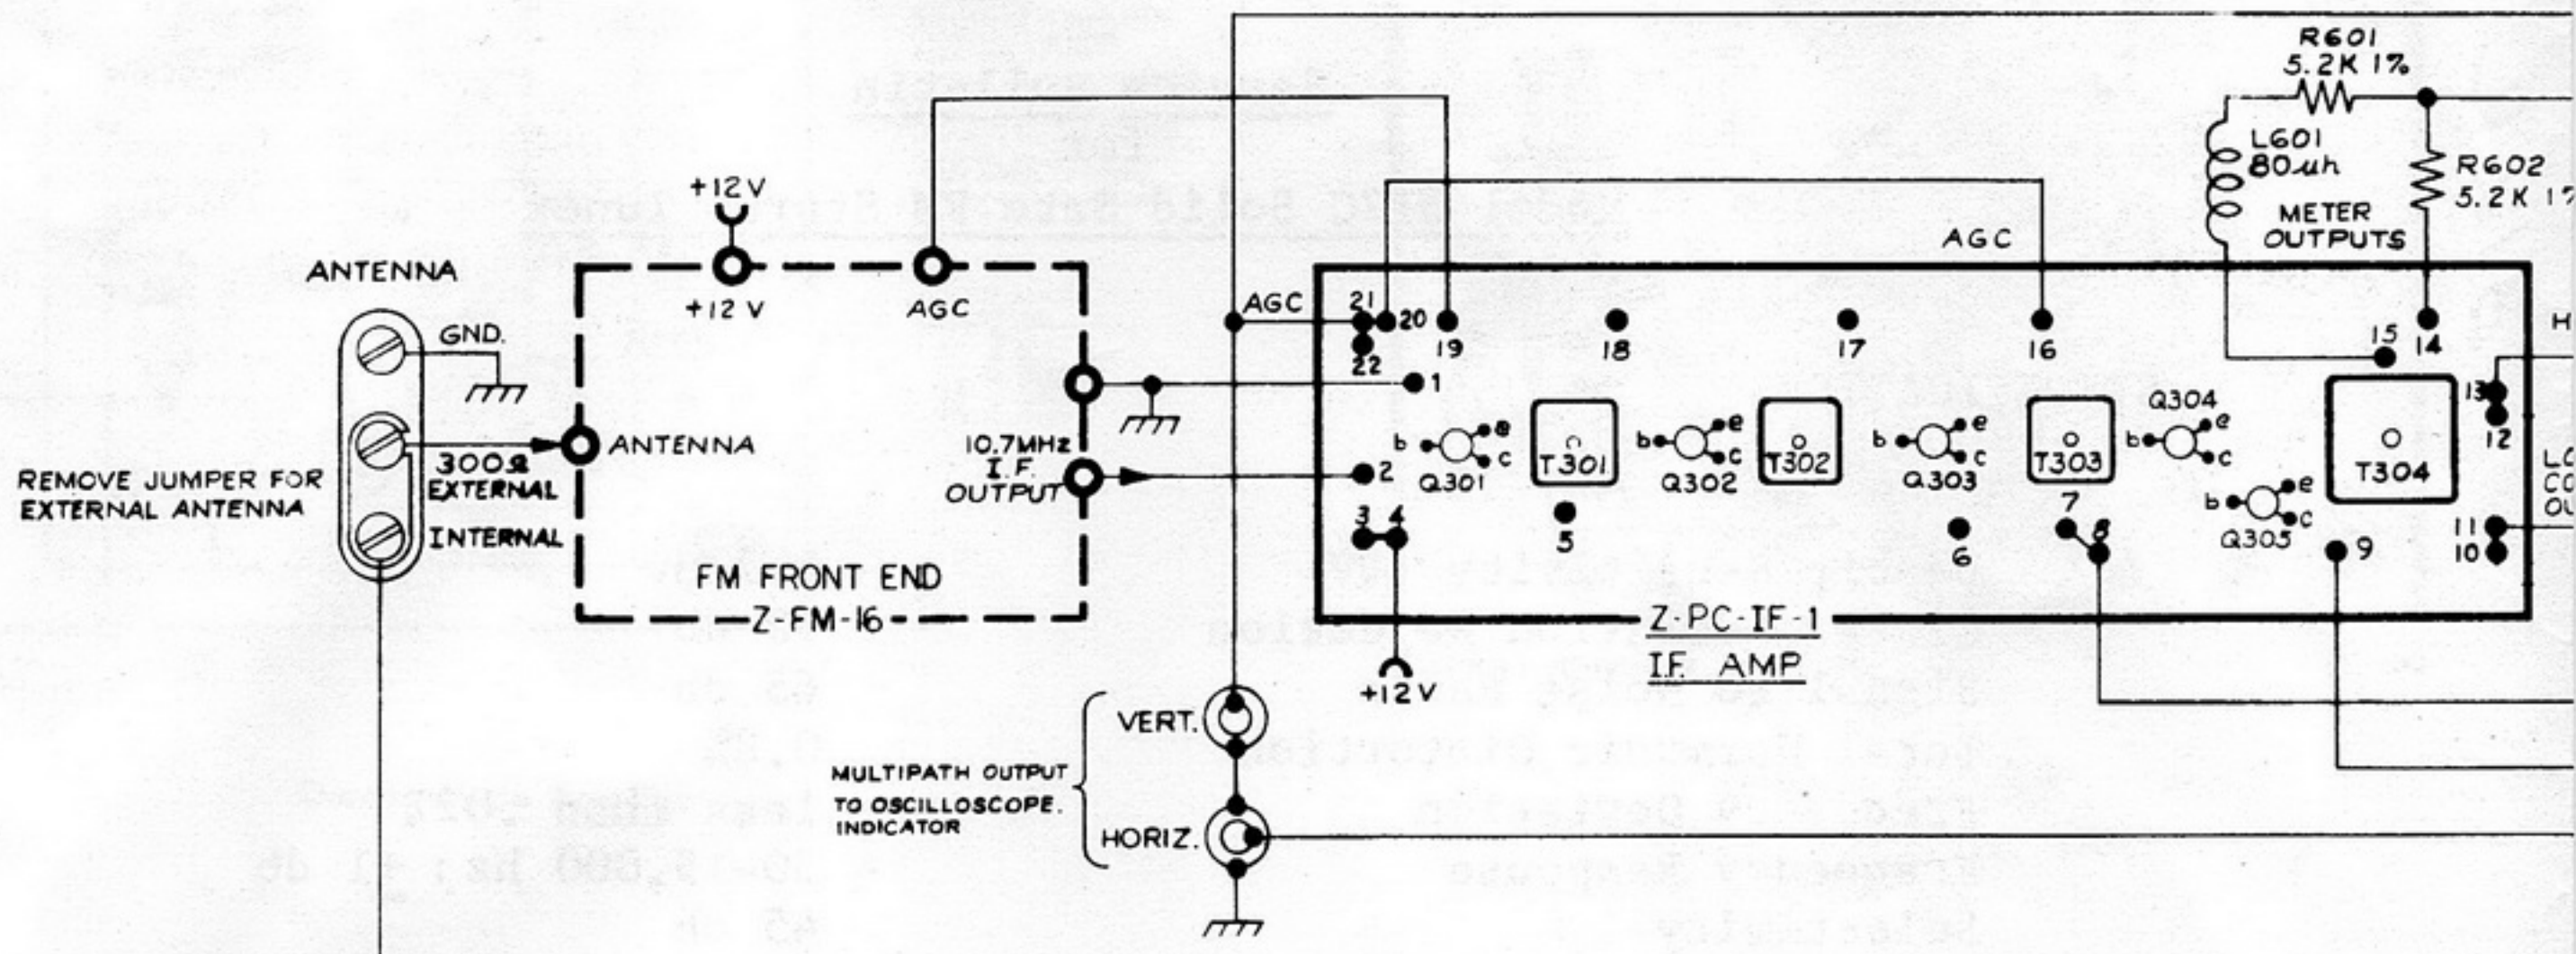 R601
5.2K 1%
L601
80uh
R602
5.2K 1%
METER
OUTPUTS
+12V
+12V
AGC
ANTENNA
GND.
300Ω
EXTERNAL
INTERNAL
REMOVE JUMPER FOR
EXTERNAL ANTENNA
ANTENNA
10.7MHz
I.F.
OUTPUT
FM FRONT END
Z-FM-16
AGC
AGC
21
20
22
19
18
17
16
15
14
13
12
11
10
1
2
3
4
5
6
7
8
9
b e c
Q301
T301
b e c
Q302
T302
b e c
Q303
T303
Q304
b e c
b e c
Q305
T304
H
Z-PC-IF-1
I.F. AMP
+12V
VERT.
MULTIPATH OUTPUT
TO OSCILLOSCOPE.
INDICATOR
HORIZ.